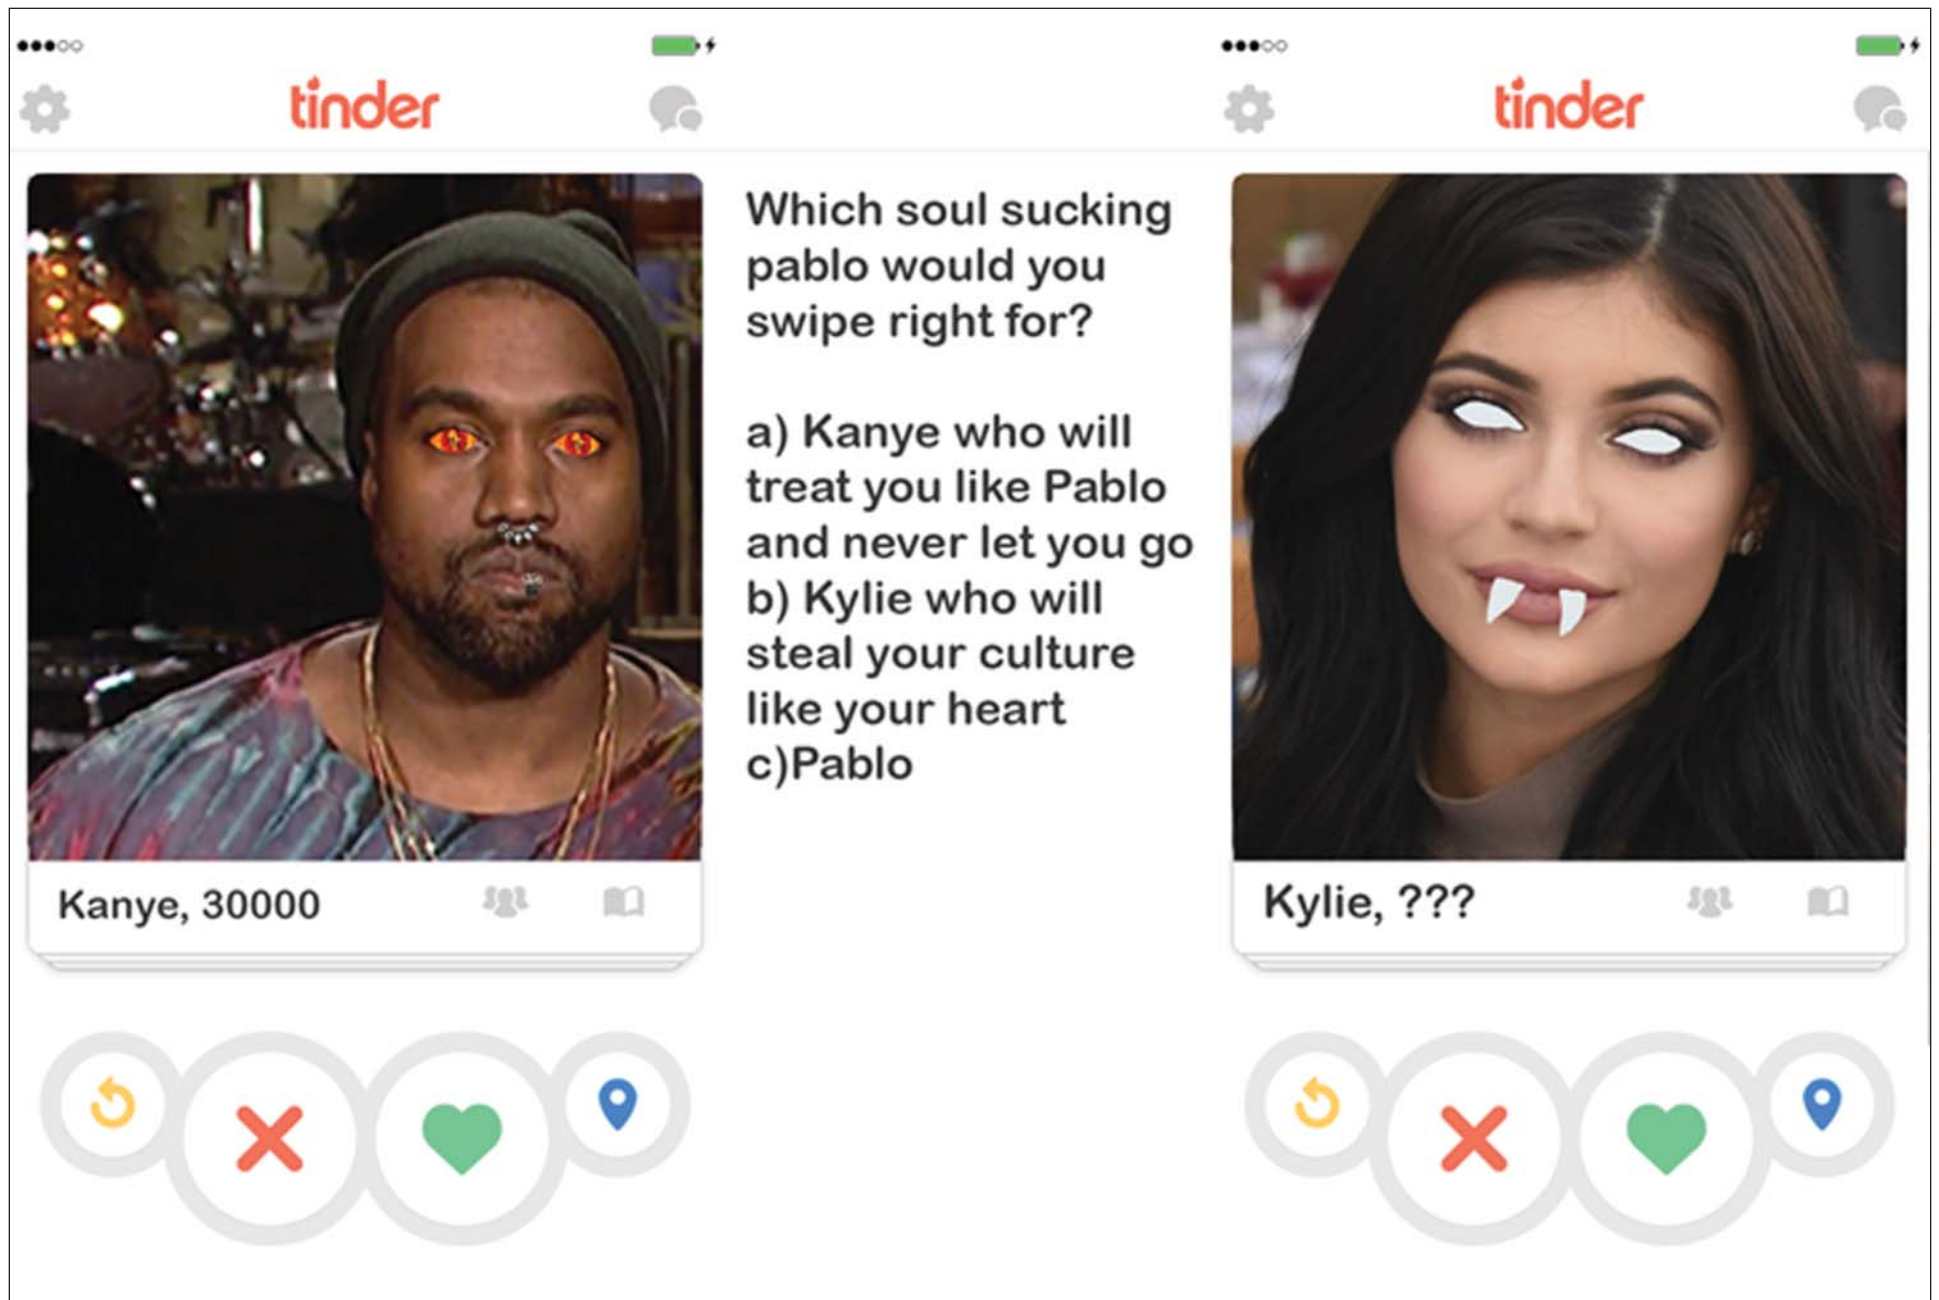 tinder
Kanye, 30000
Which soul sucking
pablo would you
swipe right for?
a) Kanye who will
treat you like Pablo
and never let you go
b) Kylie who will
steal your culture
like your heart
c)Pablo
tinder
Kylie, ???